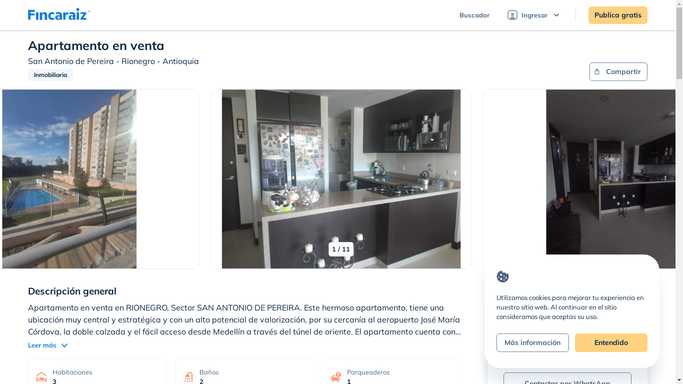 Fincaraiz
Buscador
Ingresar
Publica gratis
Apartamento en venta
San Antonio de Pereira - Rionegro - Antioquia
Inmobiliaria
Compartir
1 / 11
Descripción general
Apartamento en venta en RIONEGRO, Sector SAN ANTONIO DE PEREIRA. Este hermoso apartamento, tiene una
ubicación muy central y estratégica y con un alto potencial de valorización, por su cercanía al aeropuerto José María
Córdova, la doble calzada y el fácil acceso desde Medellín a través del túnel de oriente. El apartamento cuenta con...
Leer más
Habitaciones
3
Baños
2
Parqueaderos
1
Utilizamos cookies para mejorar tu experiencia en
nuestro sitio web. Al continuar en el sitio
consideramos que aceptas su uso.
Más información
Entendido
Contactar por WhatsApp